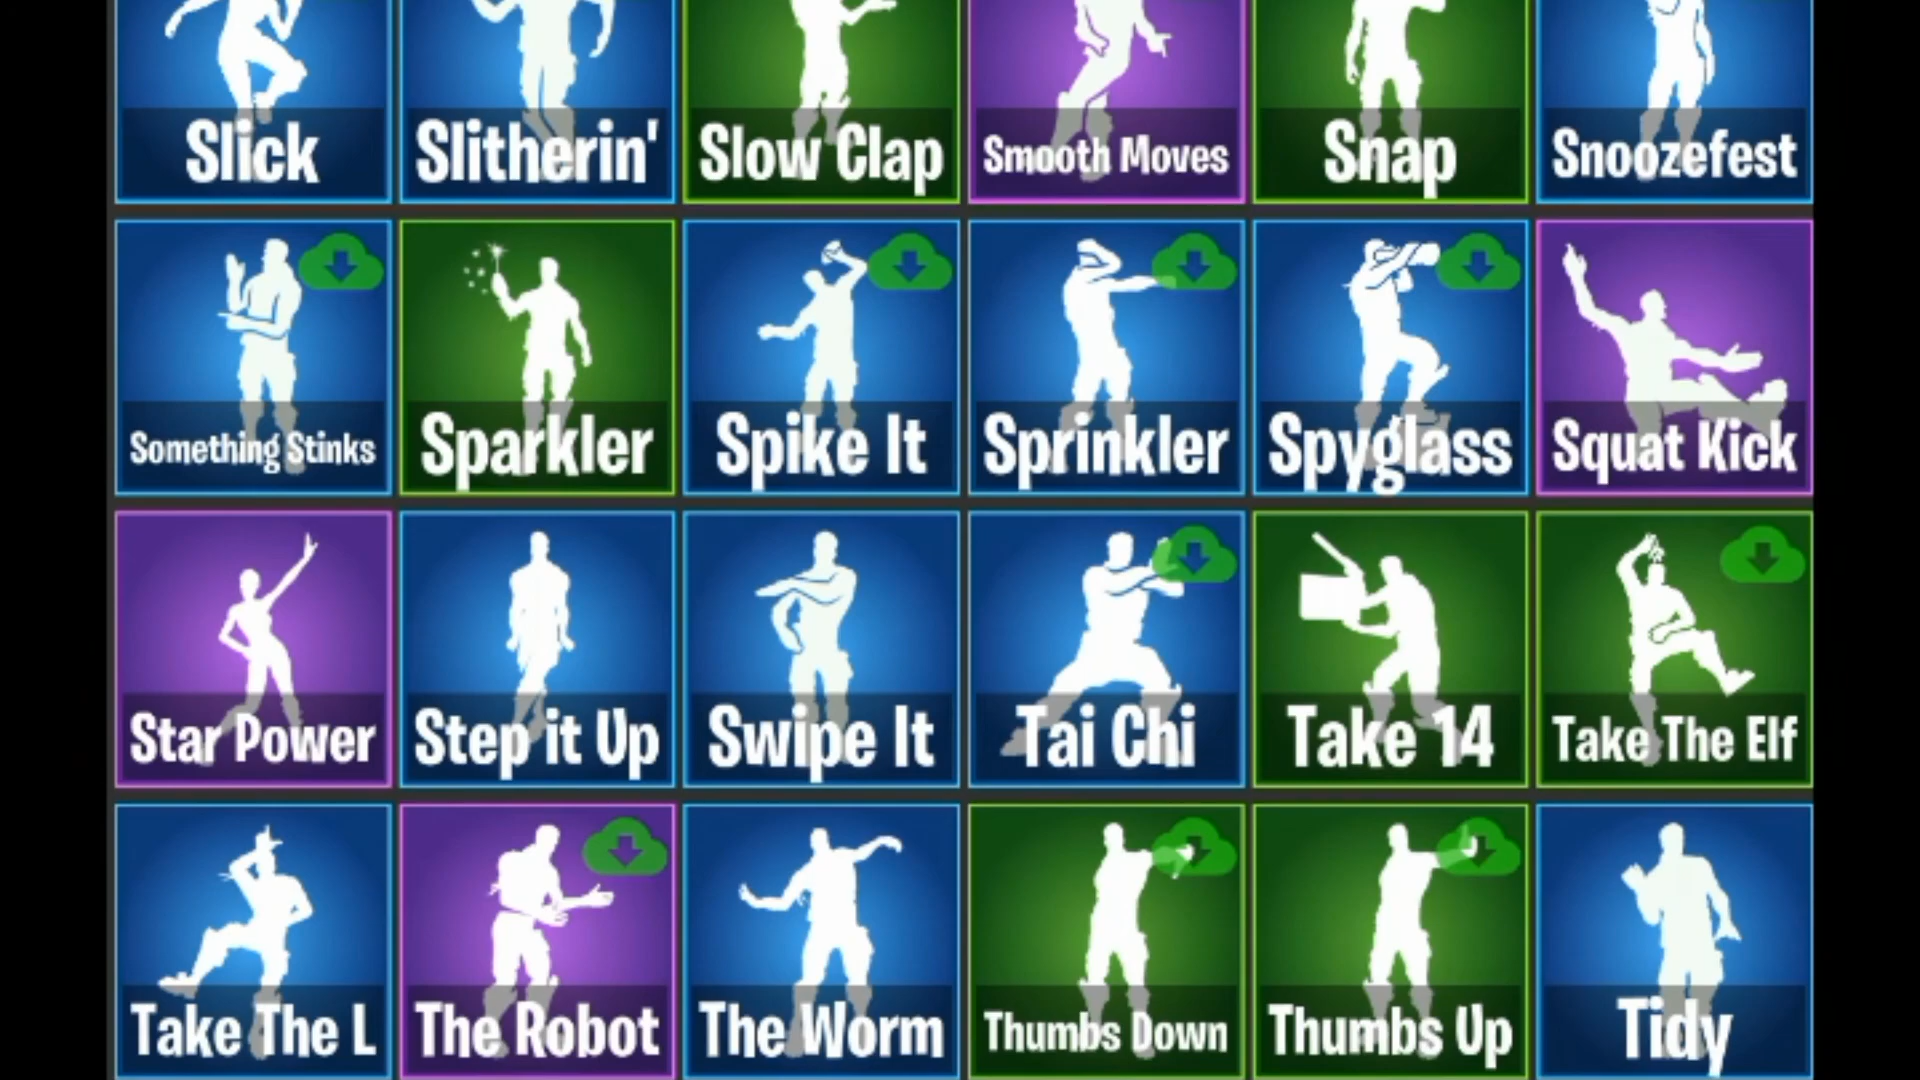 Slick
Slitherin'
Slow Clap
Smooth Moves
Snap
Snoozefest
Something Stinks
Sparkler
Spike It
Sprinkler
Spyglass
Squat Kick
Star Power
Step it Up
Swipe It
Tai Chi
Take 14
Take The Elf
Take The L
The Robot
The Worm
Thumbs Down
Thumbs Up
Tidy